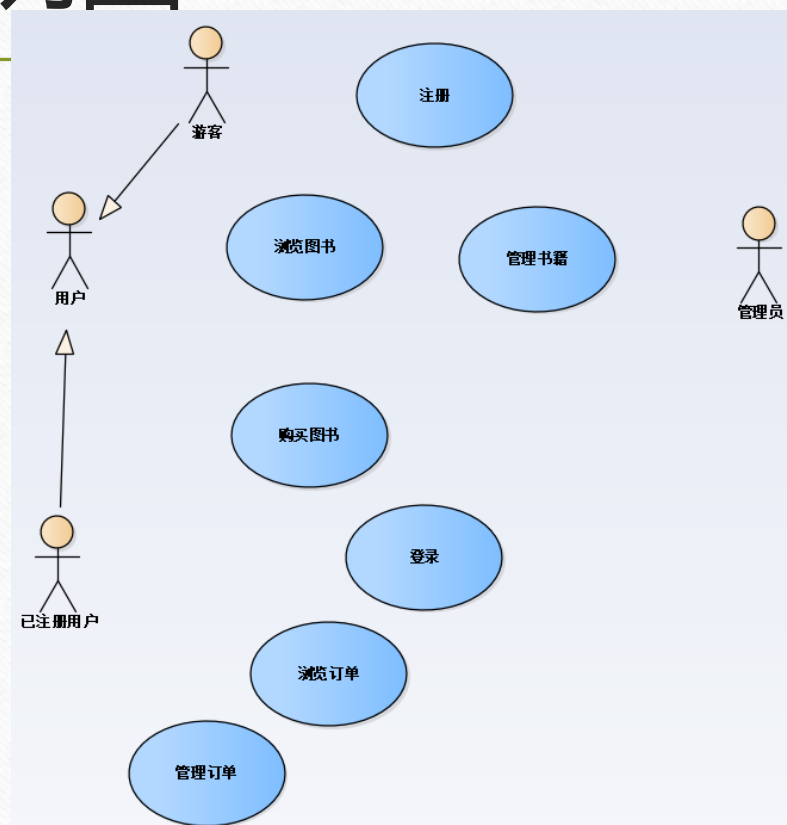 游客
注册
用户
浏览图书
管理书籍
管理员
购买图书
登录
已注册用户
浏览订单
管理订单